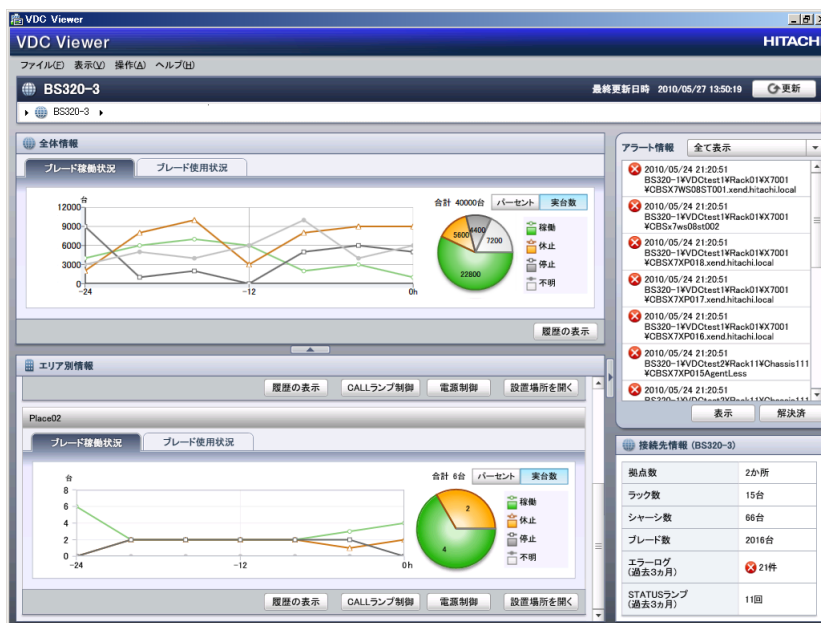 VDC Viewer
VDC Viewer
HITACHI
ファイル(F) 表示(V) 操作(A) ヘルプ(H)
BS320-3
最終更新日時 2010/05/27 13:50:19
更新
BS320-3
全体情報
ブレード稼働状況
ブレード使用状況
合計 40000台
パーセント
実台数
台
12000
9000
6000
3000
0
-24
-12
0h
5600
4400
7200
22800
稼働
休止
停止
不明
履歴の表示
エリア別情報
履歴の表示
CALLランプ制御
電源制御
設置場所を開く
Place02
ブレード稼働状況
ブレード使用状況
合計 6台
パーセント
実台数
台
8
6
4
2
0
-24
-12
0h
2
4
稼働
休止
停止
不明
履歴の表示
CALLランプ制御
電源制御
設置場所を開く
アラート情報
全て表示
2010/05/24 21:20:51
BS320-1¥VDCtest1¥Rack01¥X7001
¥CBSX7WS08ST001.xend.hitachi.local
2010/05/24 21:20:51
BS320-1¥VDCtest1¥Rack01¥X7001
¥CBSx7ws08st002
2010/05/24 21:20:51
BS320-1¥VDCtest1¥Rack01¥X7001
¥CBSX7XP018.xend.hitachi.local
2010/05/24 21:20:51
BS320-1¥VDCtest1¥Rack01¥X7001
¥CBSX7XP017.xend.hitachi.local
2010/05/24 21:20:51
BS320-1¥VDCtest1¥Rack01¥X7001
¥CBSX7XP016.xend.hitachi.local
2010/05/24 21:20:51
BS320-1¥VDCtest2¥Rack11¥Chassis111
¥CBSX7XP015AgentLess
2010/05/24 21:20:51
BS320-1¥VDCtest2¥Rack11¥Chassis111
表示
解決済
接続先情報 (BS320-3)
拠点数 2か所
ラック数 15台
シャーシ数 66台
ブレード数 2016台
エラーログ
(過去3ヵ月) 21件
STATUSランプ
(過去3ヵ月) 11回